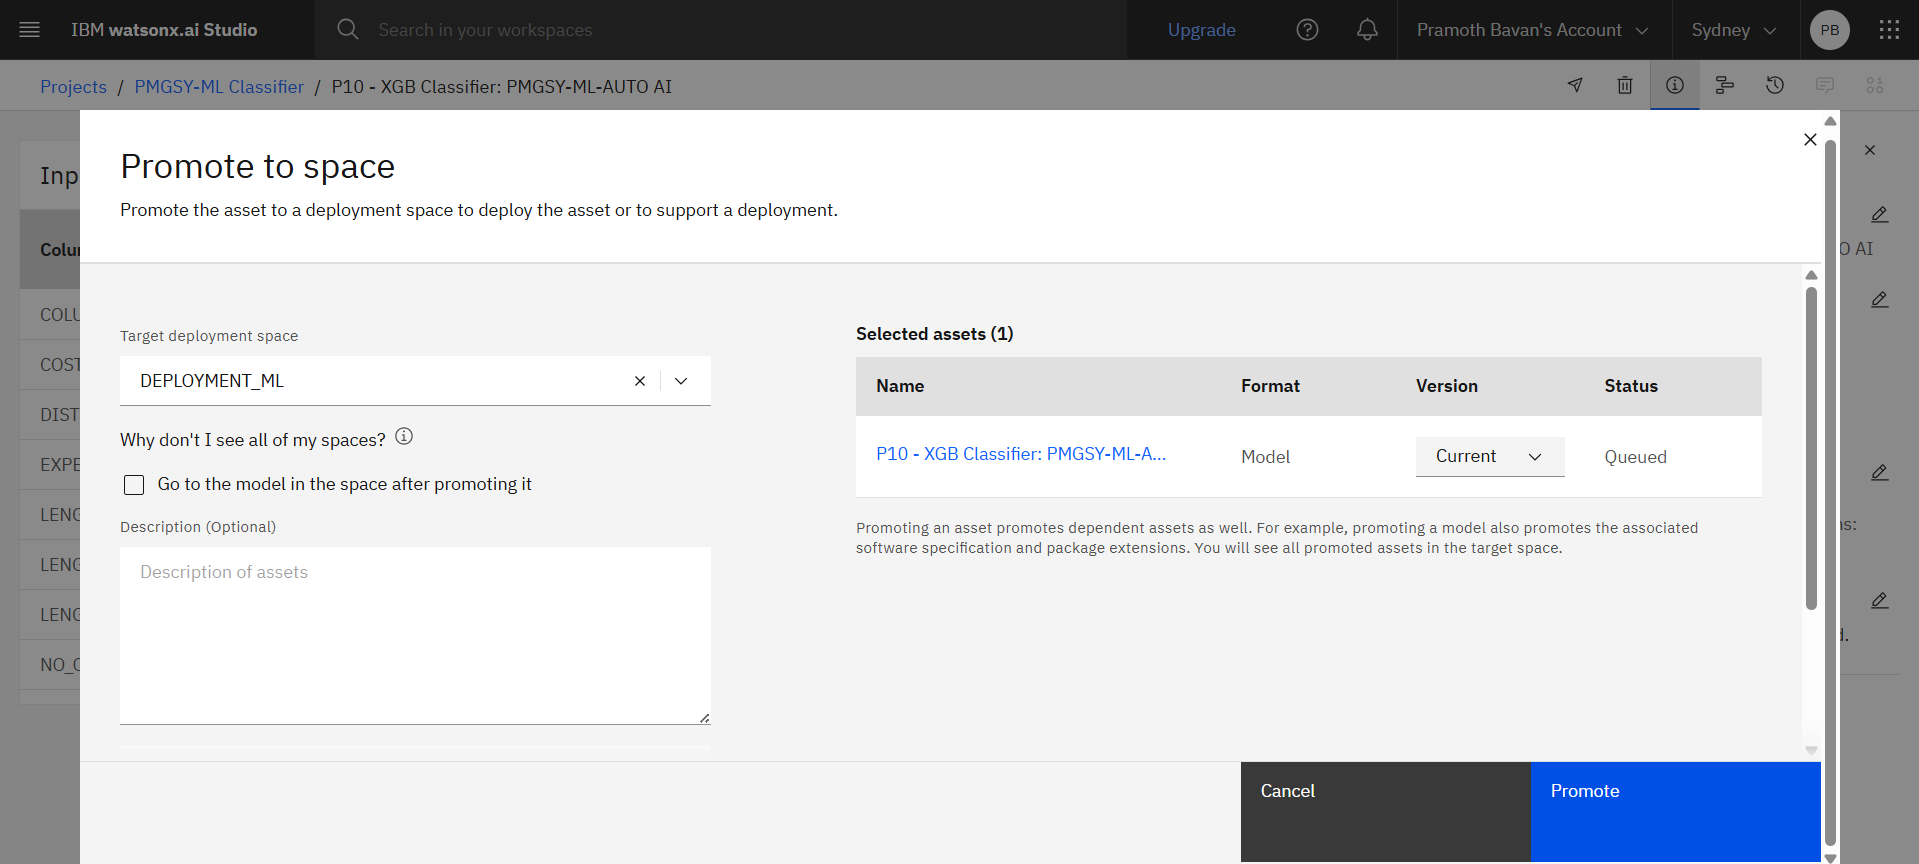 IBM watsonx.ai Studio
Search in your workspaces
Upgrade
Pramoth Bavan's Account
Sydney
PB
Projects / PMGSY-ML Classifier / P10 - XGB Classifier: PMGSY-ML-AUTO AI
Promote to space
Promote the asset to a deployment space to deploy the asset or to support a deployment.
Target deployment space
DEPLOYMENT_ML
Why don't I see all of my spaces?
Go to the model in the space after promoting it
Description (Optional)
Description of assets
Selected assets (1)
Name Format Version Status
P10 - XGB Classifier: PMGSY-ML-A... Model Current Queued
Promoting an asset promotes dependent assets as well. For example, promoting a model also promotes the associated
software specification and package extensions. You will see all promoted assets in the target space.
Cancel
Promote
Inp
Colu
COLU
COST
DIST
EXPE
LENG
LENG
LENG
NO_C
O AI
ns:
d.